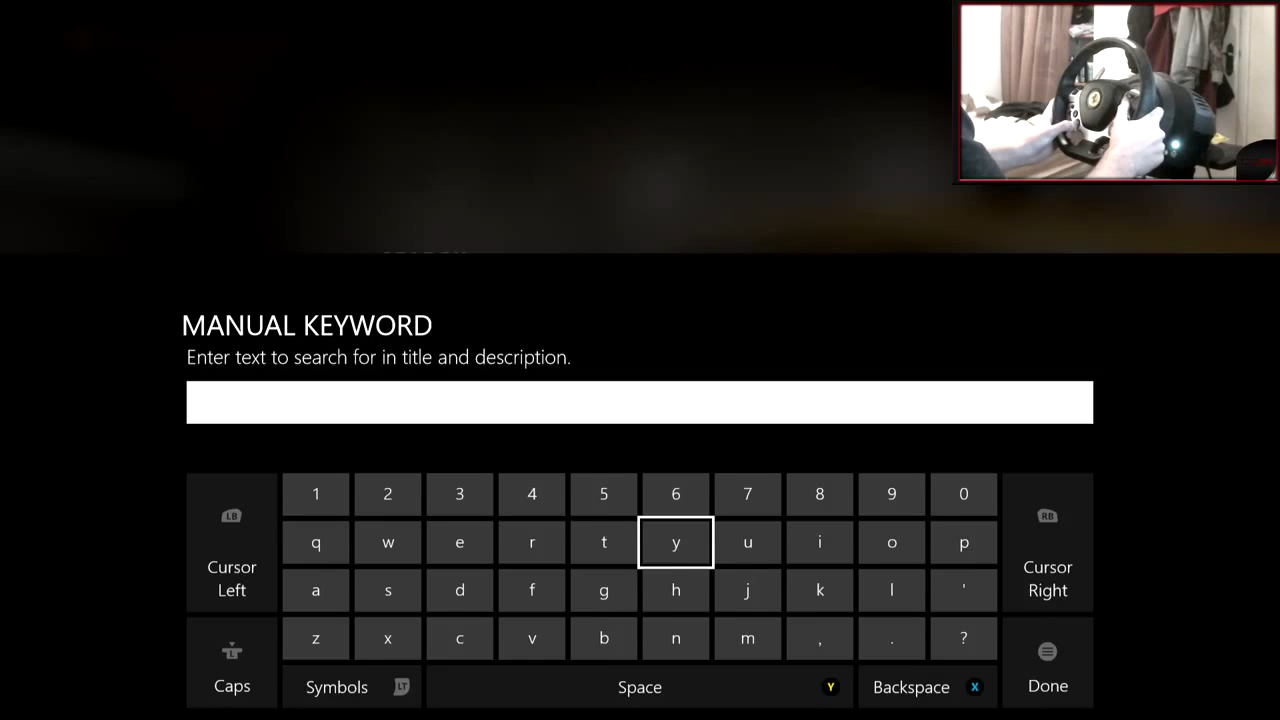 MANUAL KEYWORD
Enter text to search for in title and description.
LB
Cursor
Left
1 2 3 4 5 6 7 8 9 0
q w e r t y u i o p
a s d f g h j k l '
z x c v b n m , . ?
RB
Cursor
Right
L
Caps
Symbols LT
Space Y
Backspace X
Done